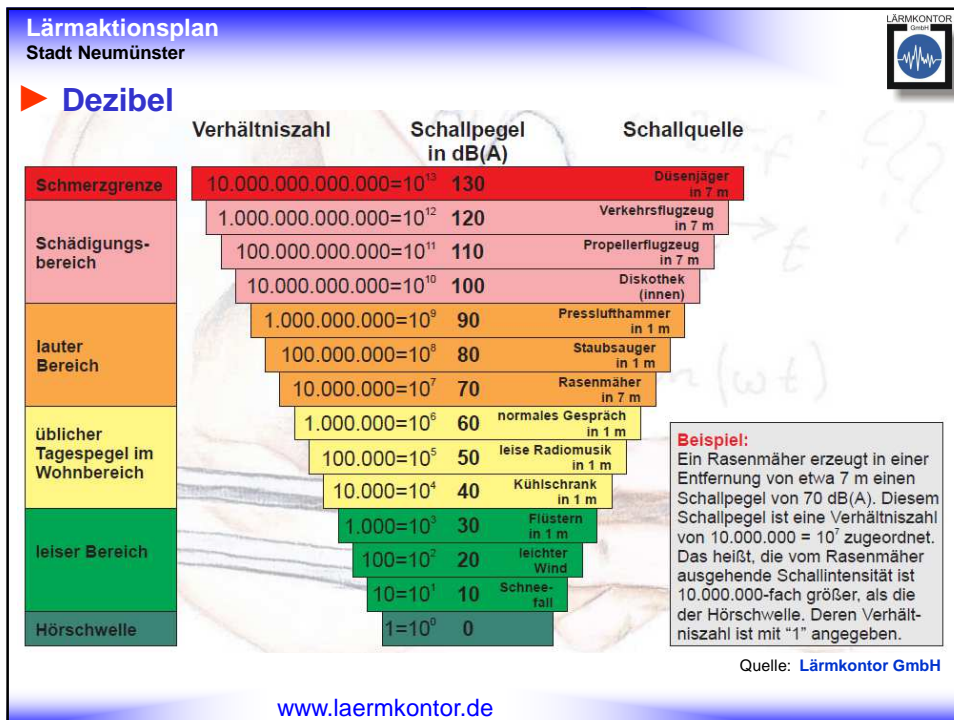 Lärmaktionsplan
Stadt Neumünster
LÄRMKONTOR
GmbH
Dezibel
Verhältniszahl Schallpegel Schallquelle
in dB(A)
Schmerzgrenze 10.000.000.000.000=10¹³ 130 Düsenjäger
in 7 m
Schädigungs-
bereich
1.000.000.000.000=10¹² 120 Verkehrsflugzeug
in 7 m
100.000.000.000=10¹¹ 110 Propellerflugzeug
in 7 m
10.000.000.000=10¹⁰ 100 Diskothek
(innen)
lauter
Bereich
1.000.000.000=10⁹ 90 Presslufthammer
in 1 m
100.000.000=10⁸ 80 Staubsauger
in 1 m
10.000.000=10⁷ 70 Rasenmäher
in 7 m
üblicher
Tagespegel im
Wohnbereich
1.000.000=10⁶ 60 normales Gespräch
in 1 m
100.000=10⁵ 50 leise Radiomusik
in 1 m
10.000=10⁴ 40 Kühlschrank
in 1 m
leiser Bereich
1.000=10³ 30 Flüstern
in 1 m
100=10² 20 leichter
Wind
10=10¹ 10 Schnee-
fall
Hörschwelle 1=10⁰ 0
Beispiel:
Ein Rasenmäher erzeugt in einer
Entfernung von etwa 7 m einen
Schallpegel von 70 dB(A). Diesem
Schallpegel ist eine Verhältniszahl
von 10.000.000 = 10⁷ zugeordnet.
Das heißt, die vom Rasenmäher
ausgehende Schallintensität ist
10.000.000-fach größer, als die
der Hörschwelle. Deren Verhält-
niszahl ist mit “1” angegeben.
Quelle: Lärmkontor GmbH
www.laermkontor.de